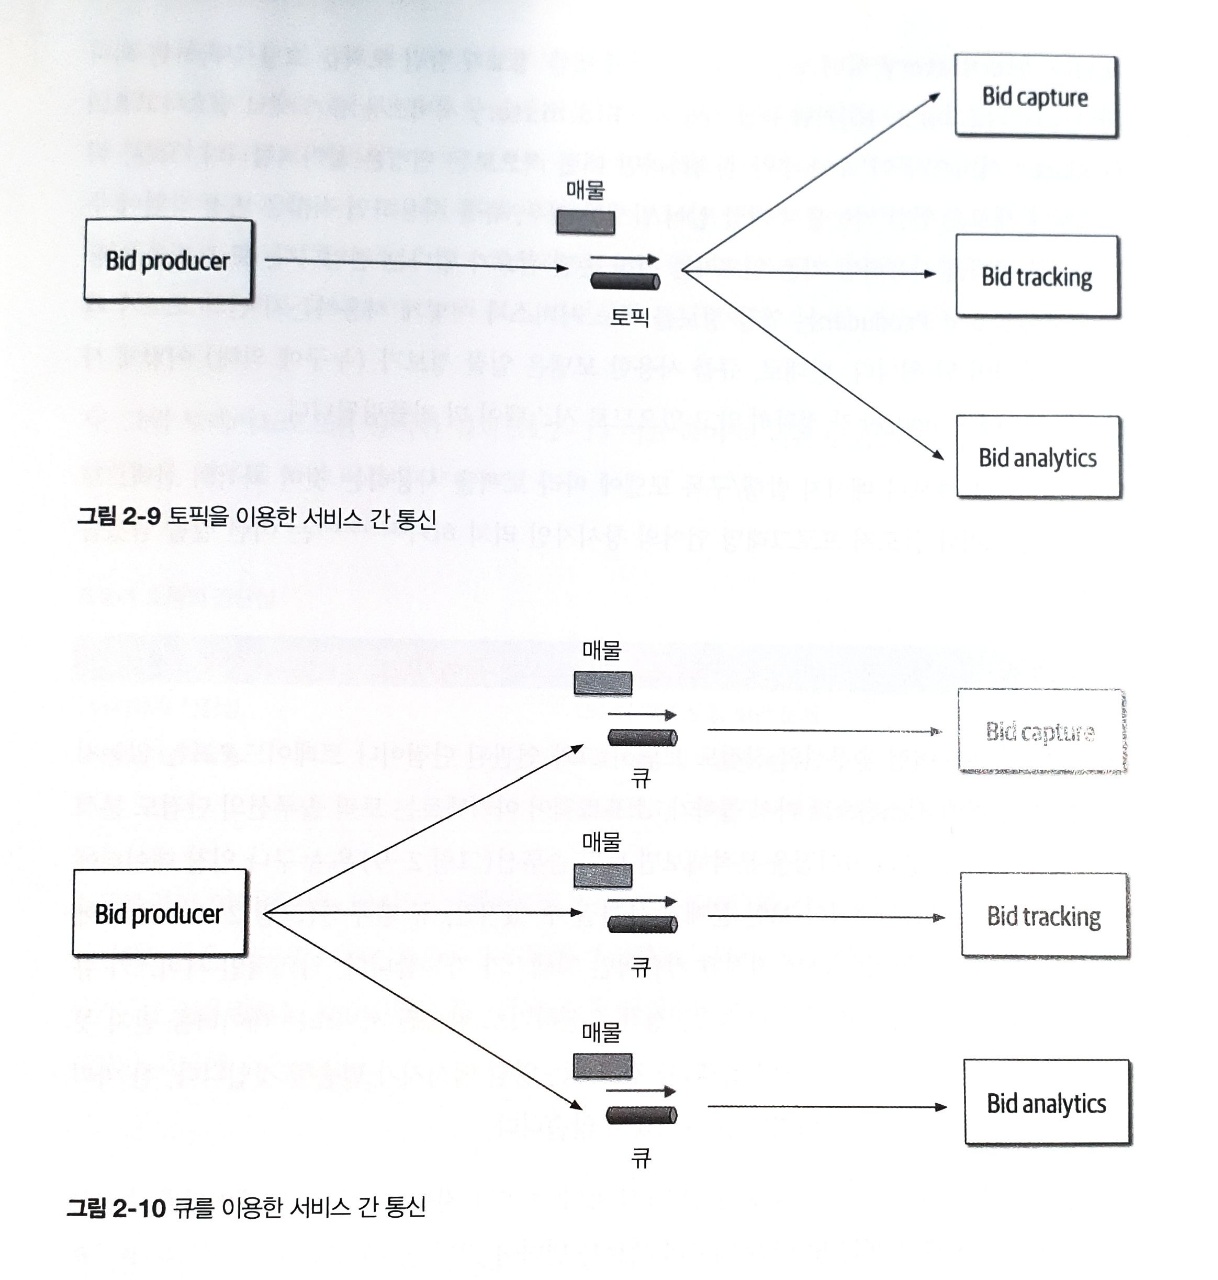 Bid capture
매물
Bid producer
Bid tracking
토픽
Bid analytics
그림 2-9 토픽을 이용한 서비스 간 통신
매물
Bid capture
큐
매물
Bid producer
Bid tracking
큐
매물
Bid analytics
큐
그림 2-10 큐를 이용한 서비스 간 통신